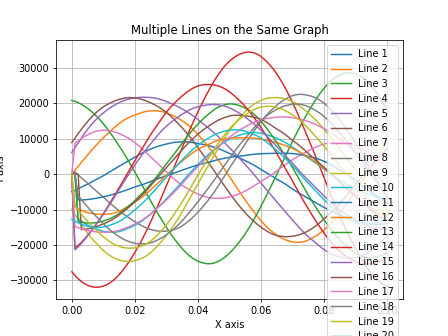 Multiple Lines on the Same Graph
30000
20000
10000
0
−10000
−20000
−30000
0.00
0.02
0.04
0.06
0.08
X axis
Line 1
Line 2
Line 3
Line 4
Line 5
Line 6
Line 7
Line 8
Line 9
Line 10
Line 11
Line 12
Line 13
Line 14
Line 15
Line 16
Line 17
Line 18
Line 19
Line 20